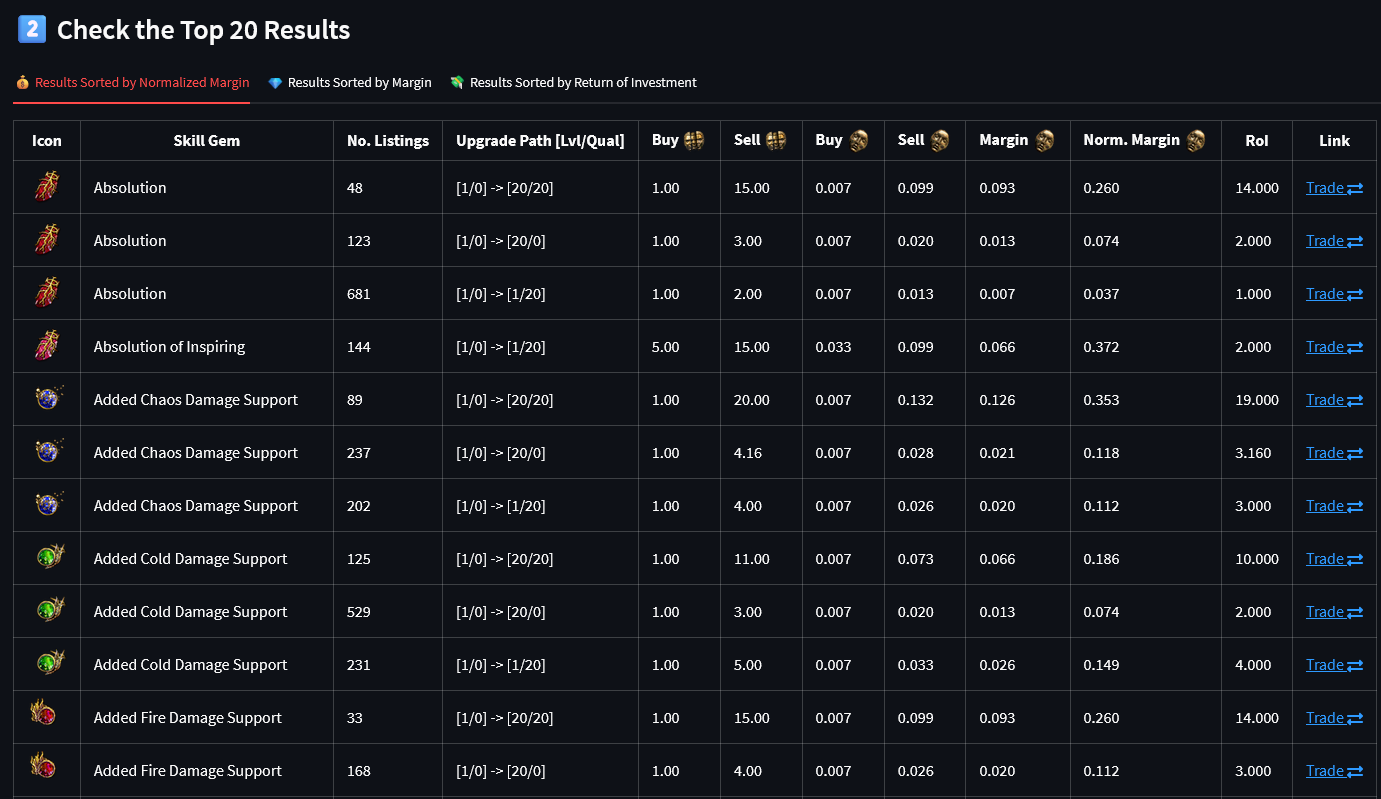 2 Check the Top 20 Results
Results Sorted by Normalized Margin Results Sorted by Margin Results Sorted by Return of Investment
Icon Skill Gem No. Listings Upgrade Path [Lvl/Qual] Buy Sell Buy Sell Margin Norm. Margin RoI Link
Absolution 48 [1/0] -> [20/20] 1.00 15.00 0.007 0.099 0.093 0.260 14.000 Trade
Absolution 123 [1/0] -> [20/0] 1.00 3.00 0.007 0.020 0.013 0.074 2.000 Trade
Absolution 681 [1/0] -> [1/20] 1.00 2.00 0.007 0.013 0.007 0.037 1.000 Trade
Absolution of Inspiring 144 [1/0] -> [1/20] 5.00 15.00 0.033 0.099 0.066 0.372 2.000 Trade
Added Chaos Damage Support 89 [1/0] -> [20/20] 1.00 20.00 0.007 0.132 0.126 0.353 19.000 Trade
Added Chaos Damage Support 237 [1/0] -> [20/0] 1.00 4.16 0.007 0.028 0.021 0.118 3.160 Trade
Added Chaos Damage Support 202 [1/0] -> [1/20] 1.00 4.00 0.007 0.026 0.020 0.112 3.000 Trade
Added Cold Damage Support 125 [1/0] -> [20/20] 1.00 11.00 0.007 0.073 0.066 0.186 10.000 Trade
Added Cold Damage Support 529 [1/0] -> [20/0] 1.00 3.00 0.007 0.020 0.013 0.074 2.000 Trade
Added Cold Damage Support 231 [1/0] -> [1/20] 1.00 5.00 0.007 0.033 0.026 0.149 4.000 Trade
Added Fire Damage Support 33 [1/0] -> [20/20] 1.00 15.00 0.007 0.099 0.093 0.260 14.000 Trade
Added Fire Damage Support 168 [1/0] -> [20/0] 1.00 4.00 0.007 0.026 0.020 0.112 3.000 Trade